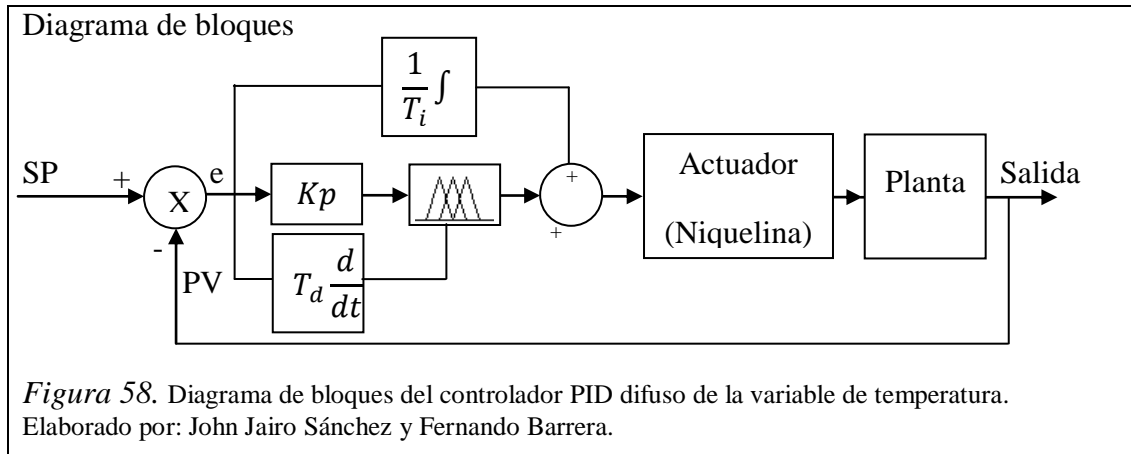 Diagrama de bloques
1/Tᵢ ∫
SP
+
X
e
Kp
+
+
Actuador
(Niquelina)
Planta
Salida
-
PV
T_d d/dt
Figura 58. Diagrama de bloques del controlador PID difuso de la variable de temperatura.
Elaborado por: John Jairo Sánchez y Fernando Barrera.